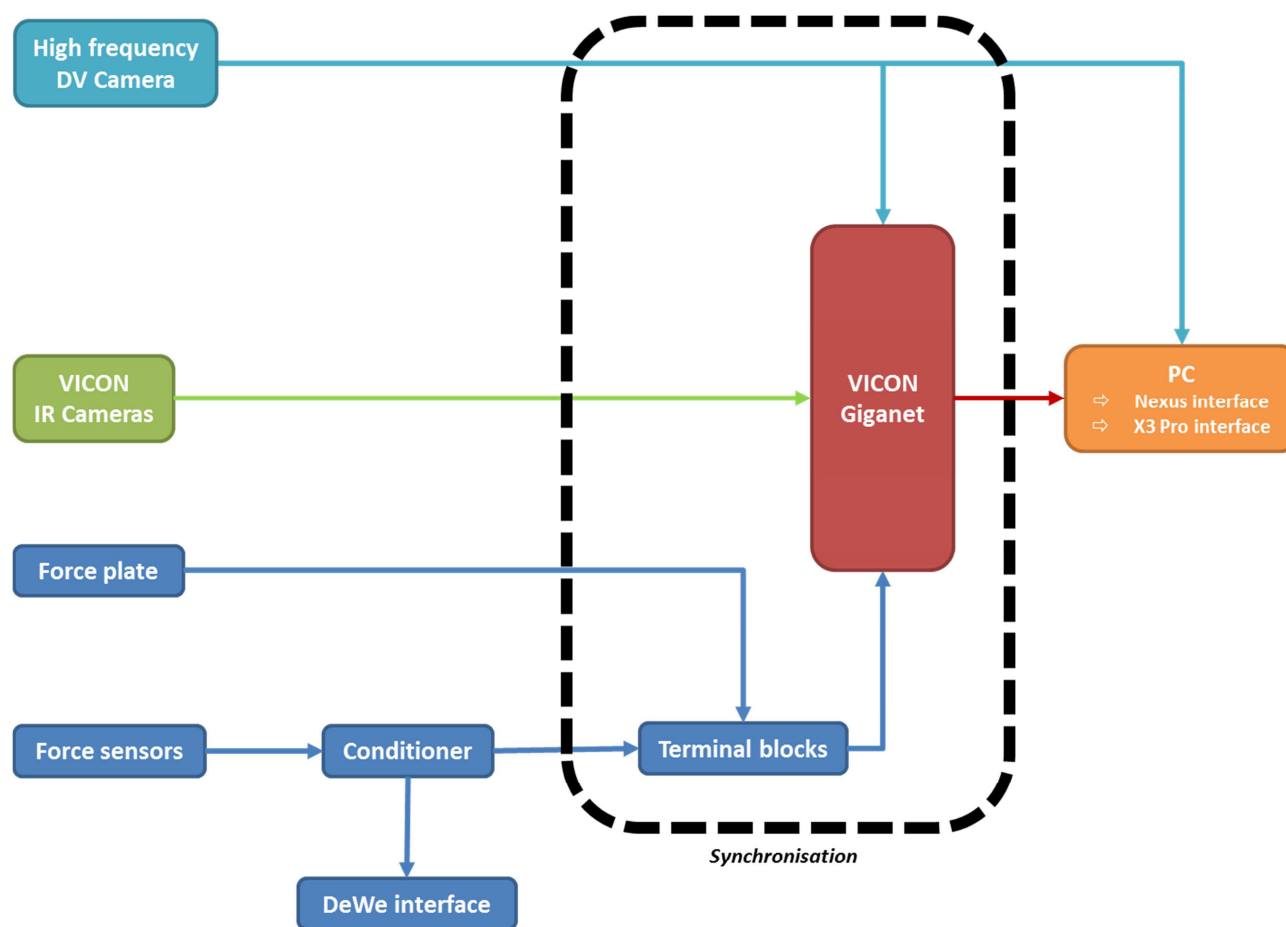 High frequency
DV Camera
VICON
IR Cameras
VICON
Giganet
PC
⇨ Nexus interface
⇨ X3 Pro interface
Force plate
Force sensors
Conditioner
Terminal blocks
Synchronisation
DeWe interface